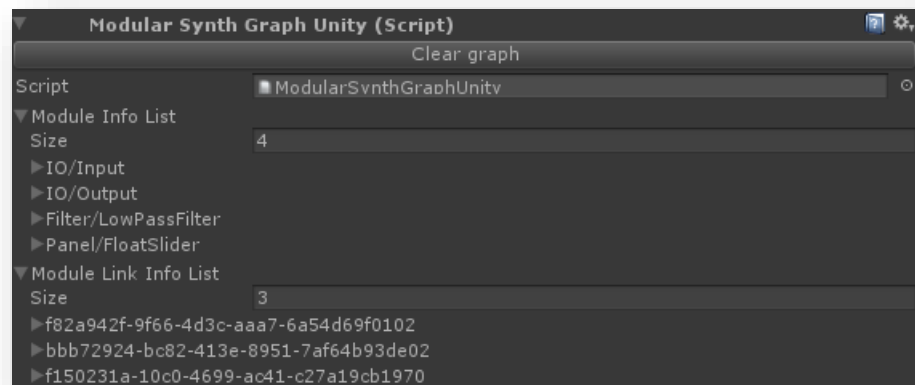 Modular Synth Graph Unity (Script)
Clear graph
Script ModularSynthGraphUnity
Module Info List
Size 4
IO/Input
IO/Output
Filter/LowPassFilter
Panel/FloatSlider
Module Link Info List
Size 3
f82a942f-9f66-4d3c-aaa7-6a54d69f0102
bbb72924-bc82-413e-8951-7af64b93de02
f150231a-10c0-4699-ac41-c27a19cb1970